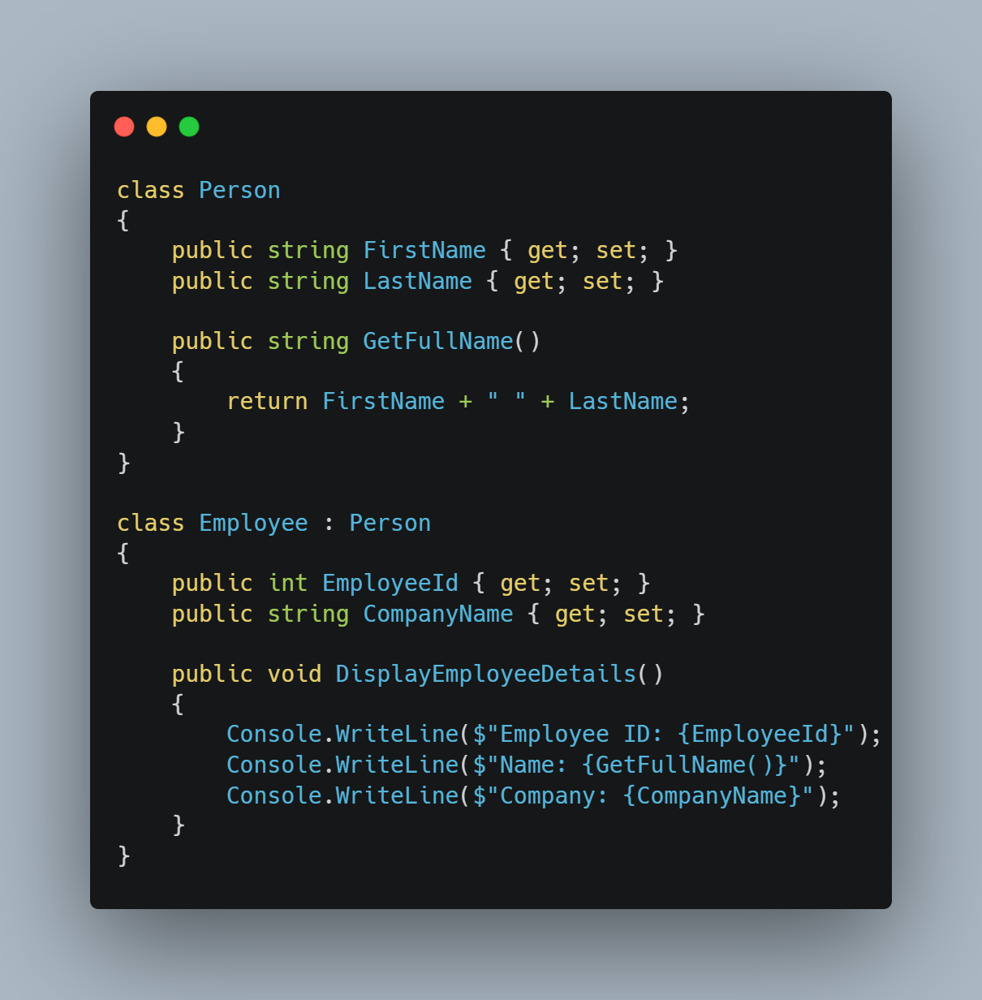 class Person
{
    public string FirstName { get; set; }
    public string LastName { get; set; }

    public string GetFullName()
    {
        return FirstName + " " + LastName;
    }
}

class Employee : Person
{
    public int EmployeeId { get; set; }
    public string CompanyName { get; set; }

    public void DisplayEmployeeDetails()
    {
        Console.WriteLine($"Employee ID: {EmployeeId}");
        Console.WriteLine($"Name: {GetFullName()}");
        Console.WriteLine($"Company: {CompanyName}");
    }
}